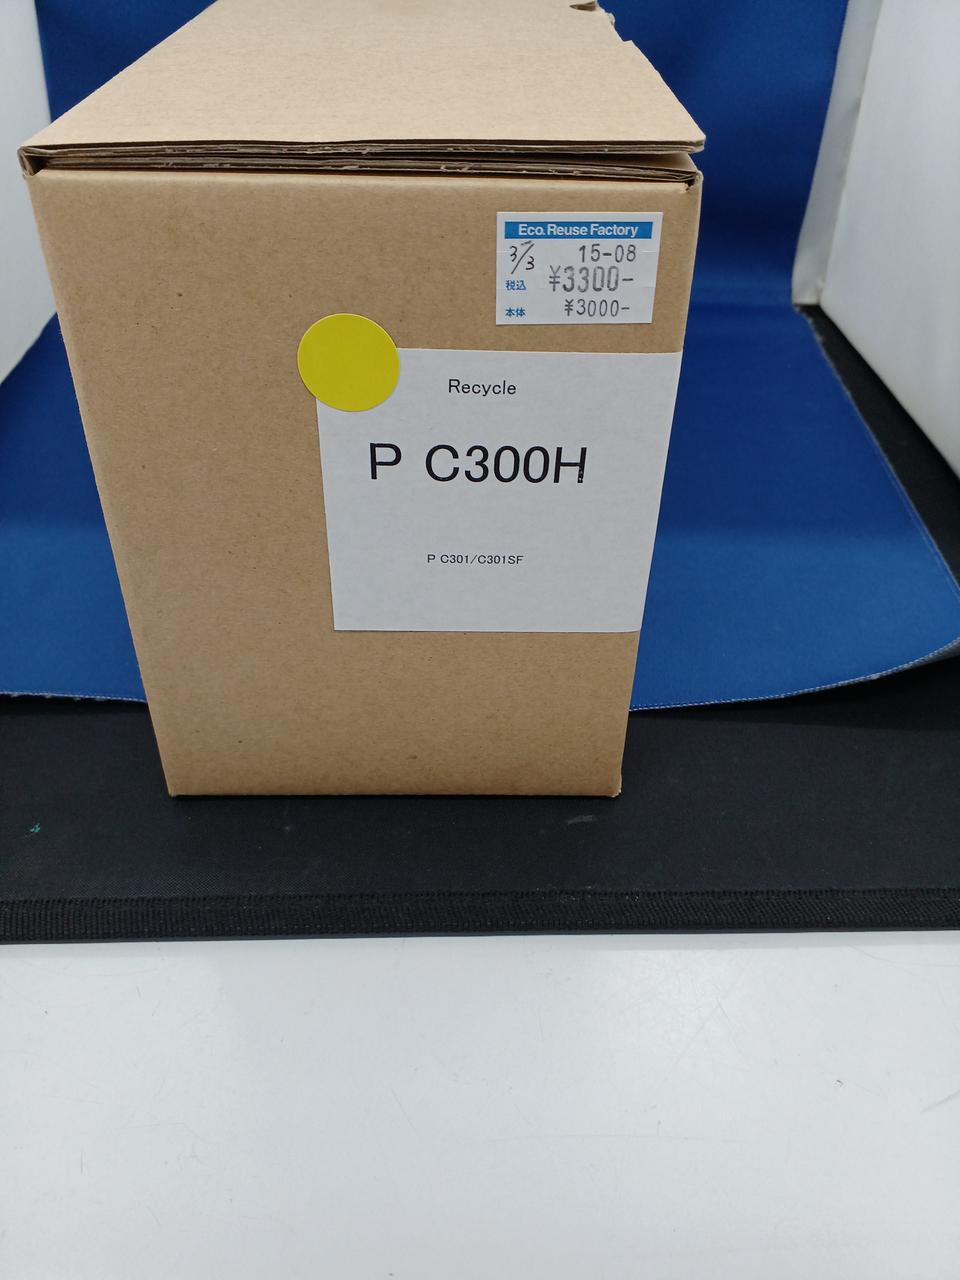 Eco. Reuse Factory
3/3 15-08
税込 ¥3300-
本体 ¥3000-
Recycle
P C300H
P C301/C301SF